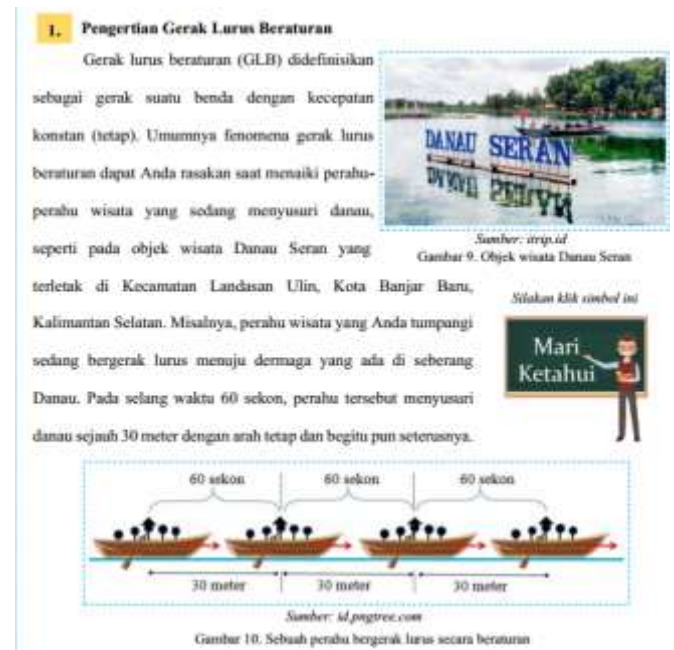 1. Pengertian Gerak Lurus Beraturan
Gerak lurus beraturan (GLB) didefinisikan
sebagai gerak suatu benda dengan kecepatan
konstan (tetap). Umumnya fenomena gerak lurus
beraturan dapat Anda rasakan saat menaiki perahu-
perahu wisata yang sedang menyusuri danau,
seperti pada objek wisata Danau Seran yang
terletak di Kecamatan Landasan Ulin, Kota Banjar Baru,
Kalimantan Selatan. Misalnya, perahu wisata yang Anda tumpangi
sedang bergerak lurus menuju dermaga yang ada di seberang
Danau. Pada selang waktu 60 sekon, perahu tersebut menyusuri
danau sejauh 30 meter dengan arah tetap dan begitu pun seterusnya.
DANAU SERAN
Sumber: itrip.id
Gambar 9. Objek wisata Danau Seran
Silakan klik simbol ini
Mari
Ketahui
60 sekon 60 sekon 60 sekon
30 meter 30 meter 30 meter
Sumber: id.pngtree.com
Gambar 10. Sebuah perahu bergerak lurus secara beraturan